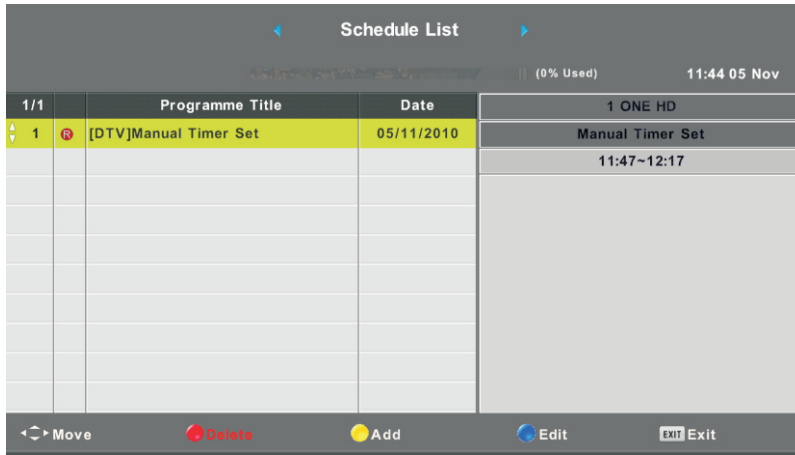 Schedule List
(0% Used)
11:44 05 Nov
1/1 Programme Title Date
1 R [DTV]Manual Timer Set 05/11/2010
1 ONE HD
Manual Timer Set
11:47~12:17
Move Delete Add Edit EXIT Exit